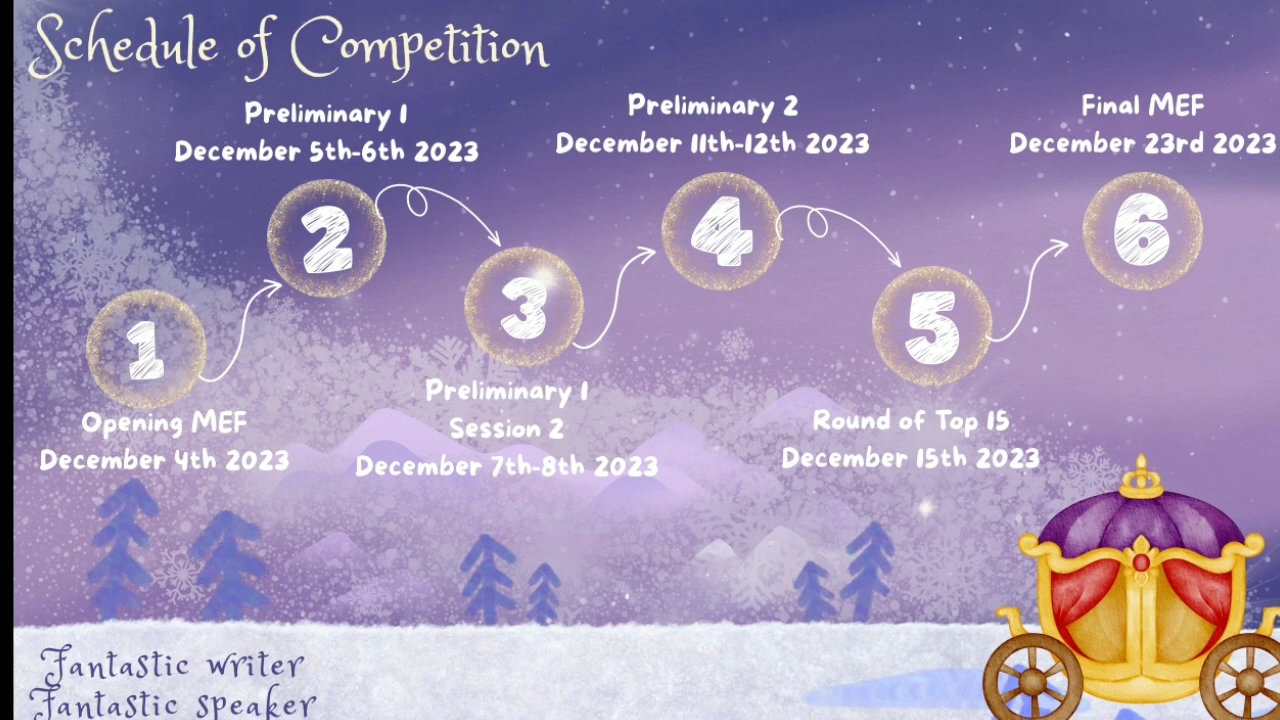 Schedule of Competition
Preliminary 1
December 5th-6th 2023
Preliminary 2
December 11th-12th 2023
Final MEF
December 23rd 2023
2
4
6
3
5
1
Preliminary 1
Session 2
December 7th-8th 2023
Opening MEF
December 4th 2023
Round of Top 15
December 15th 2023
Fantastic writer
Fantastic speaker